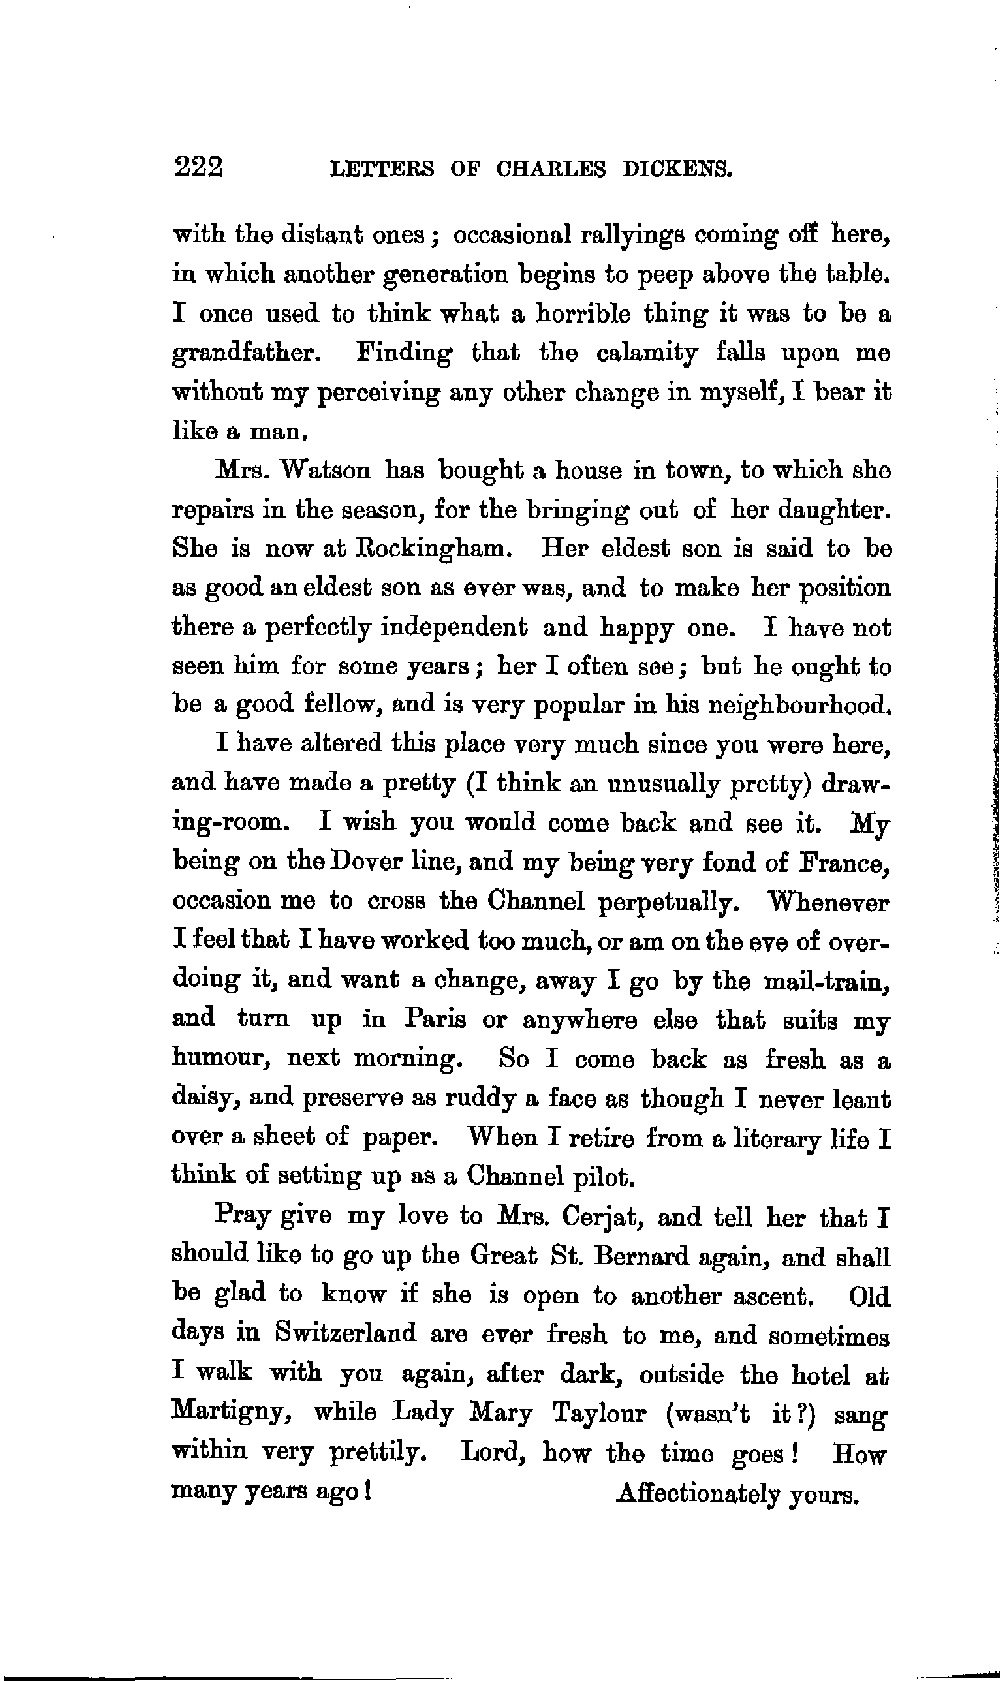 222 LETTERS OF CHARLES DICKENS.
with the distant ones; occasional rallyings coming off here,
in which another generation begins to peep above the table.
I once used to think what a horrible thing it was to be a
grandfather. Finding that the calamity falls upon me
without my perceiving any other change in myself, I bear it
like a man.
Mrs. Watson has bought a house in town, to which she
repairs in the season, for the bringing out of her daughter.
She is now at Rockingham. Her eldest son is said to be
as good an eldest son as ever was, and to make her position
there a perfectly independent and happy one. I have not
seen him for some years; her I often see; but he ought to
be a good fellow, and is very popular in his neighbourhood.
I have altered this place very much since you were here,
and have made a pretty (I think an unusually pretty) draw-
ing-room. I wish you would come back and see it. My
being on the Dover line, and my being very fond of France,
occasion me to cross the Channel perpetually. Whenever
I feel that I have worked too much, or am on the eve of over-
doing it, and want a change, away I go by the mail-train,
and turn up in Paris or anywhere else that suits my
humour, next morning. So I come back as fresh as a
daisy, and preserve as ruddy a face as though I never leant
over a sheet of paper. When I retire from a literary life I
think of setting up as a Channel pilot.
Pray give my love to Mrs. Cerjat, and tell her that I
should like to go up the Great St. Bernard again, and shall
be glad to know if she is open to another ascent. Old
days in Switzerland are ever fresh to me, and sometimes
I walk with you again, after dark, outside the hotel at
Martigny, while Lady Mary Taylour (wasn't it?) sang
within very prettily. Lord, how the time goes! How
many years ago! Affectionately yours.